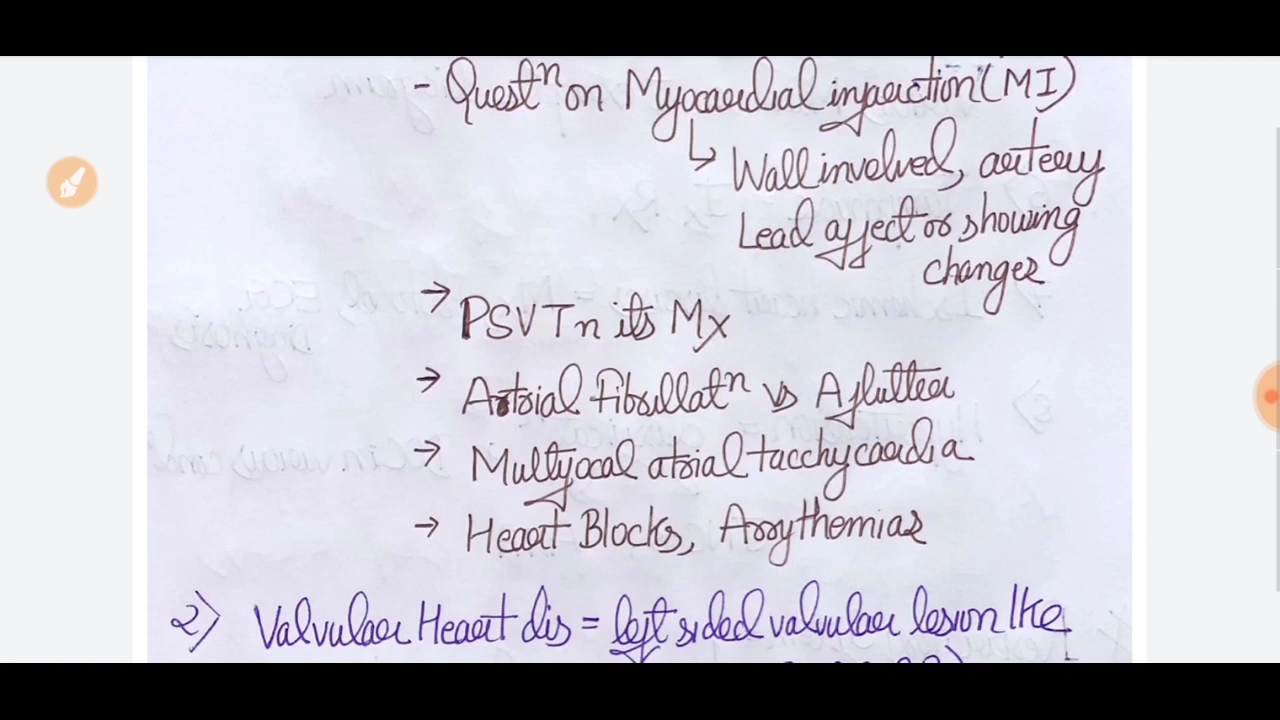 - Questⁿ on Myocardial infarction (MI)
↳ Wall involved, artery
Lead affect or showing
changes
→ PSVT n its Mx
→ Atrial Fibrillatⁿ vs A flutter
→ Multifocal atrial tacchycardia
→ Heart Blocks, Arrythemias
2) Valvular Heart dis = left sided valvular lesion lke